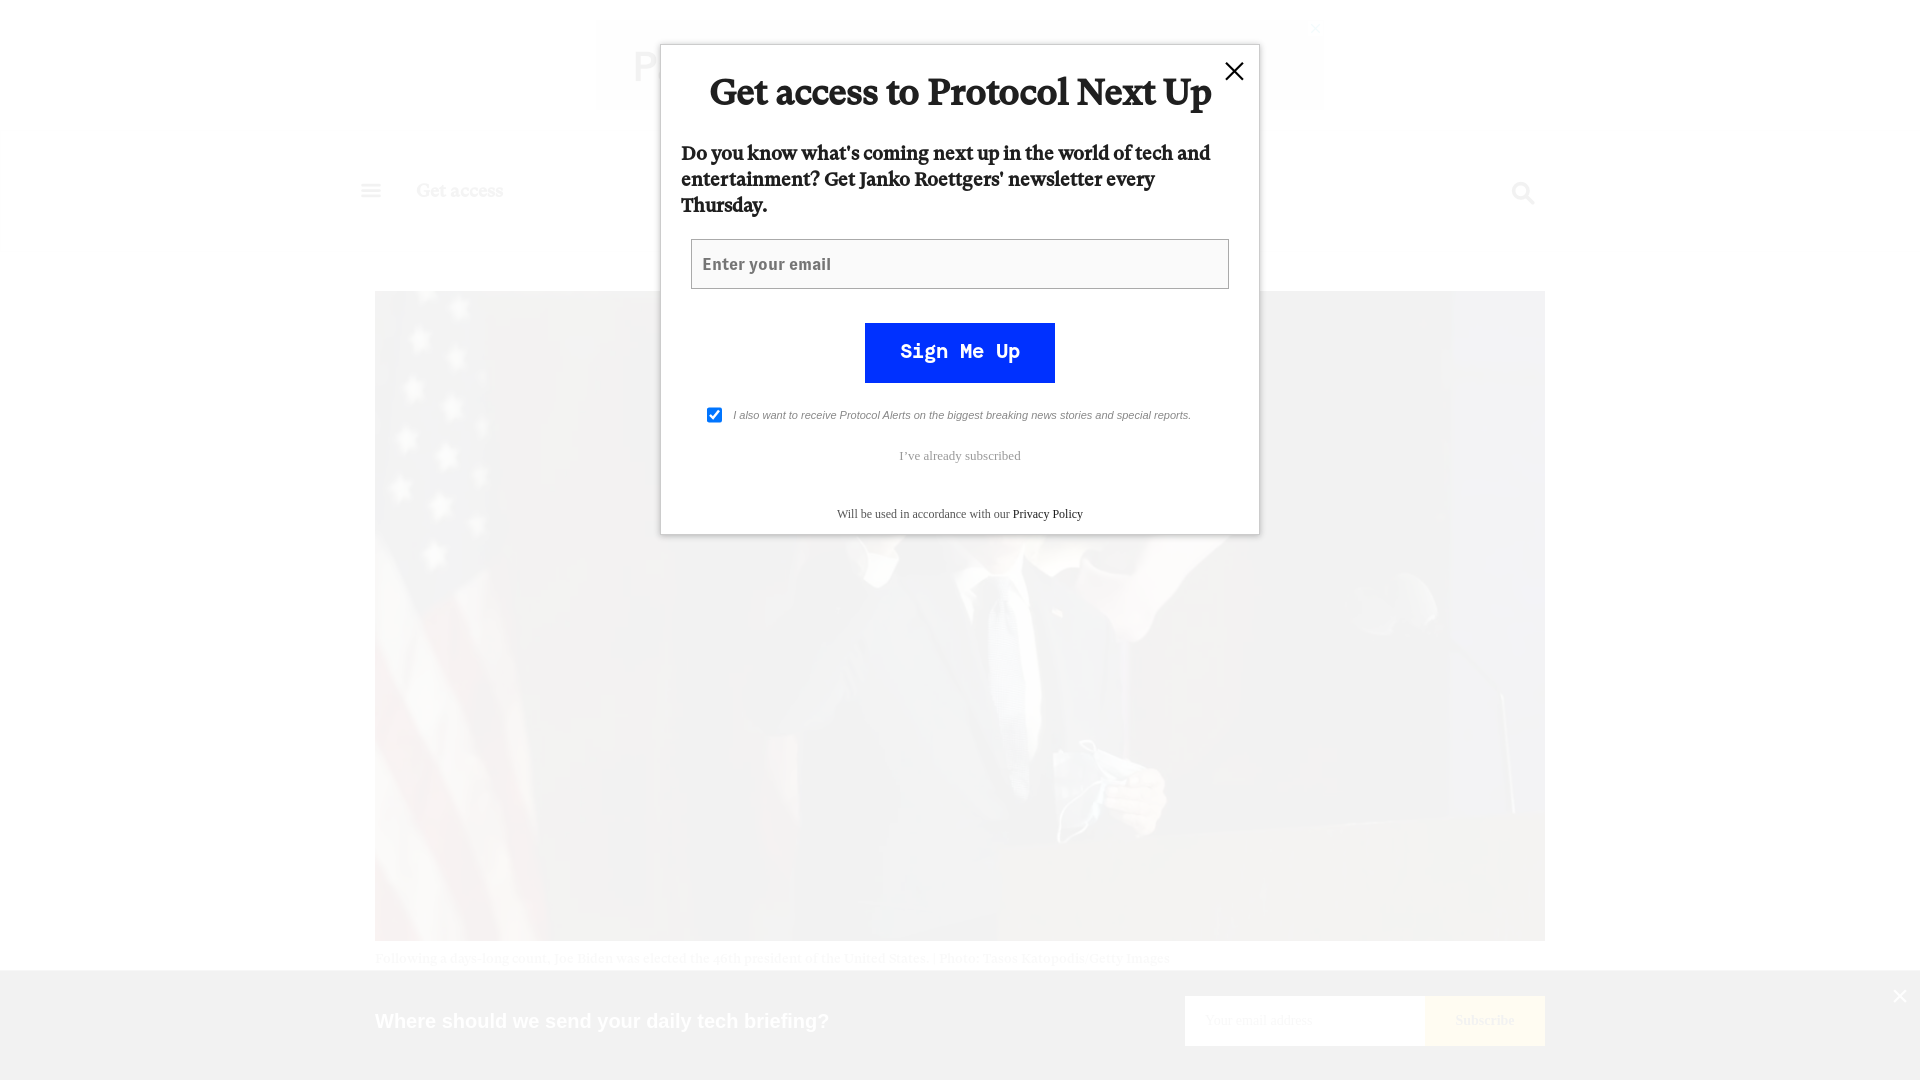 Get access to Protocol Next Up
Do you know what's coming next up in the world of tech and
entertainment? Get Janko Roettgers' newsletter every
Thursday.
Get access
Enter your email
Sign Me Up
I also want to receive Protocol Alerts on the biggest breaking news stories and special reports.
I’ve already subscribed
Will be used in accordance with our Privacy Policy
Following a days-long count, Joe Biden was elected the 46th president of the United States. | Photo: Tasos Katopodis/Getty Images
Where should we send your daily tech briefing?
Your email address
Subscribe